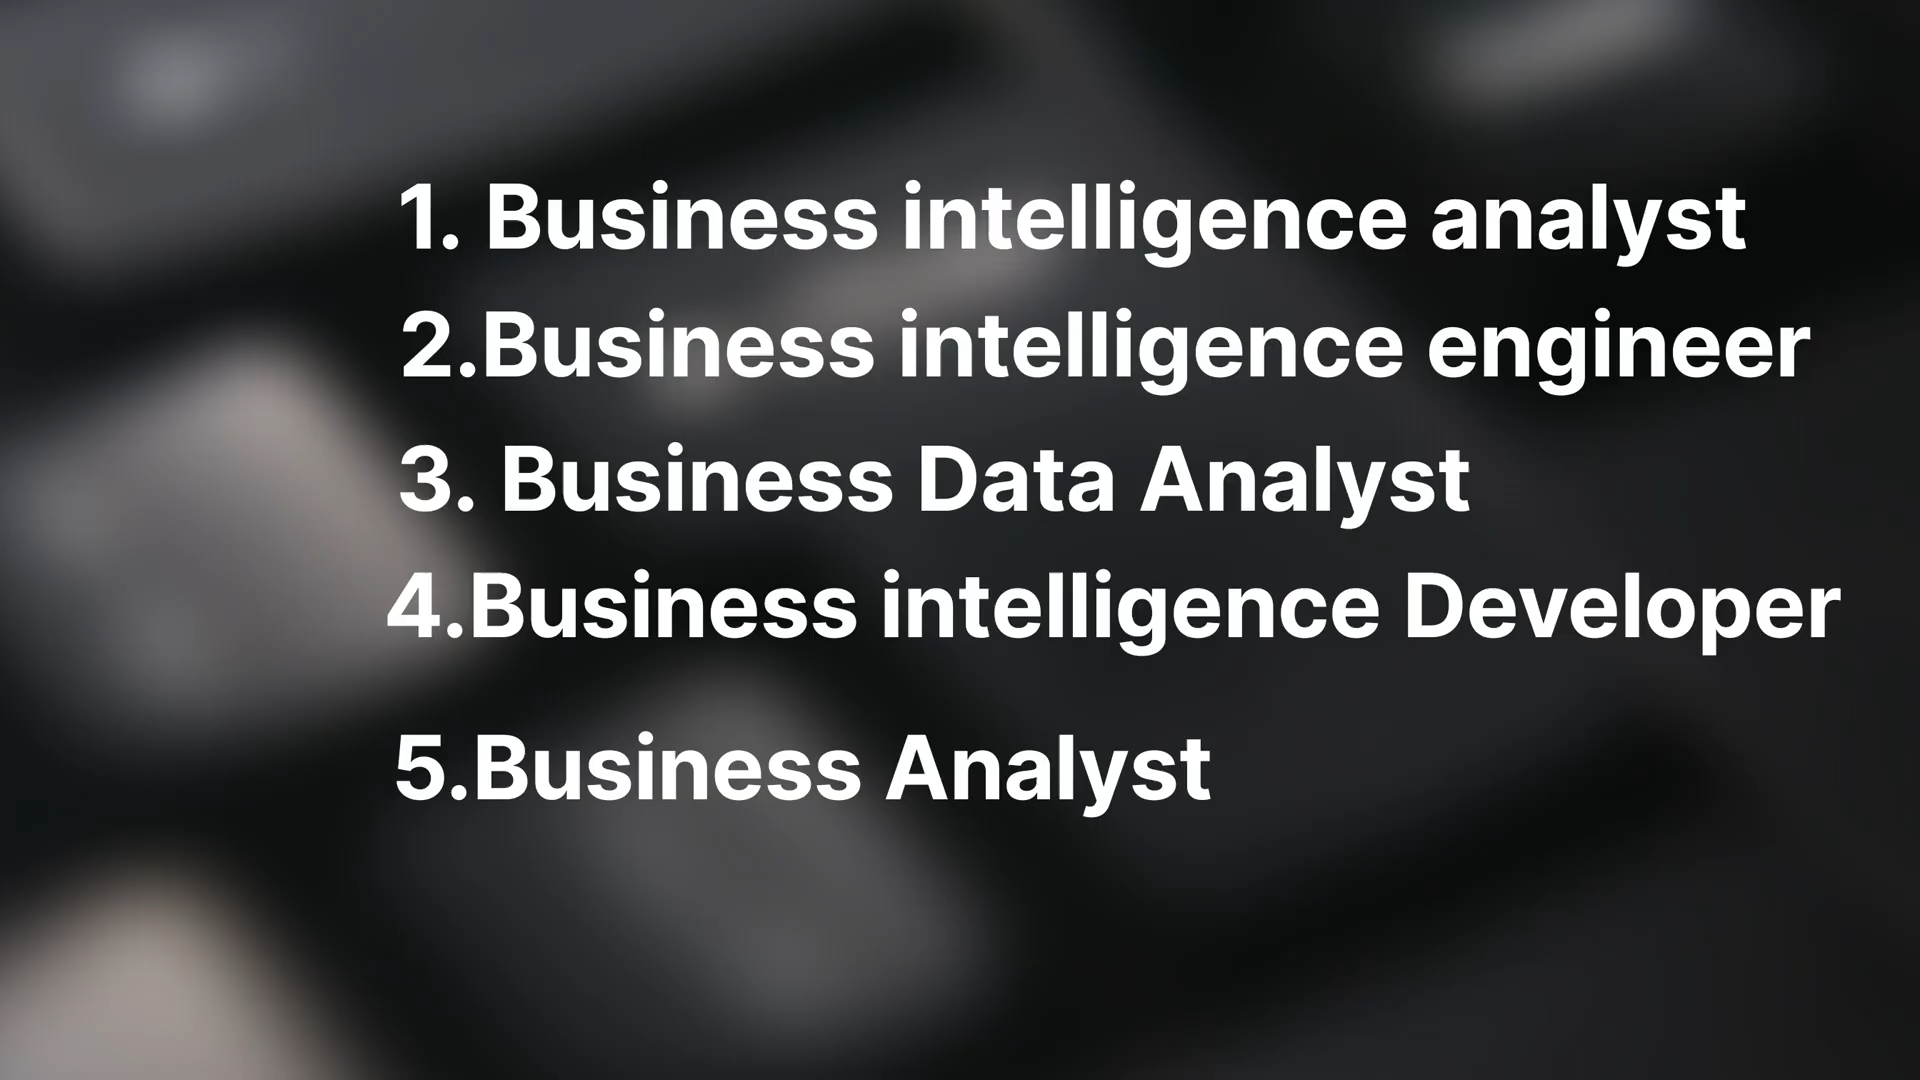 1. Business intelligence analyst
2.Business intelligence engineer
3. Business Data Analyst
4.Business intelligence Developer
5.Business Analyst